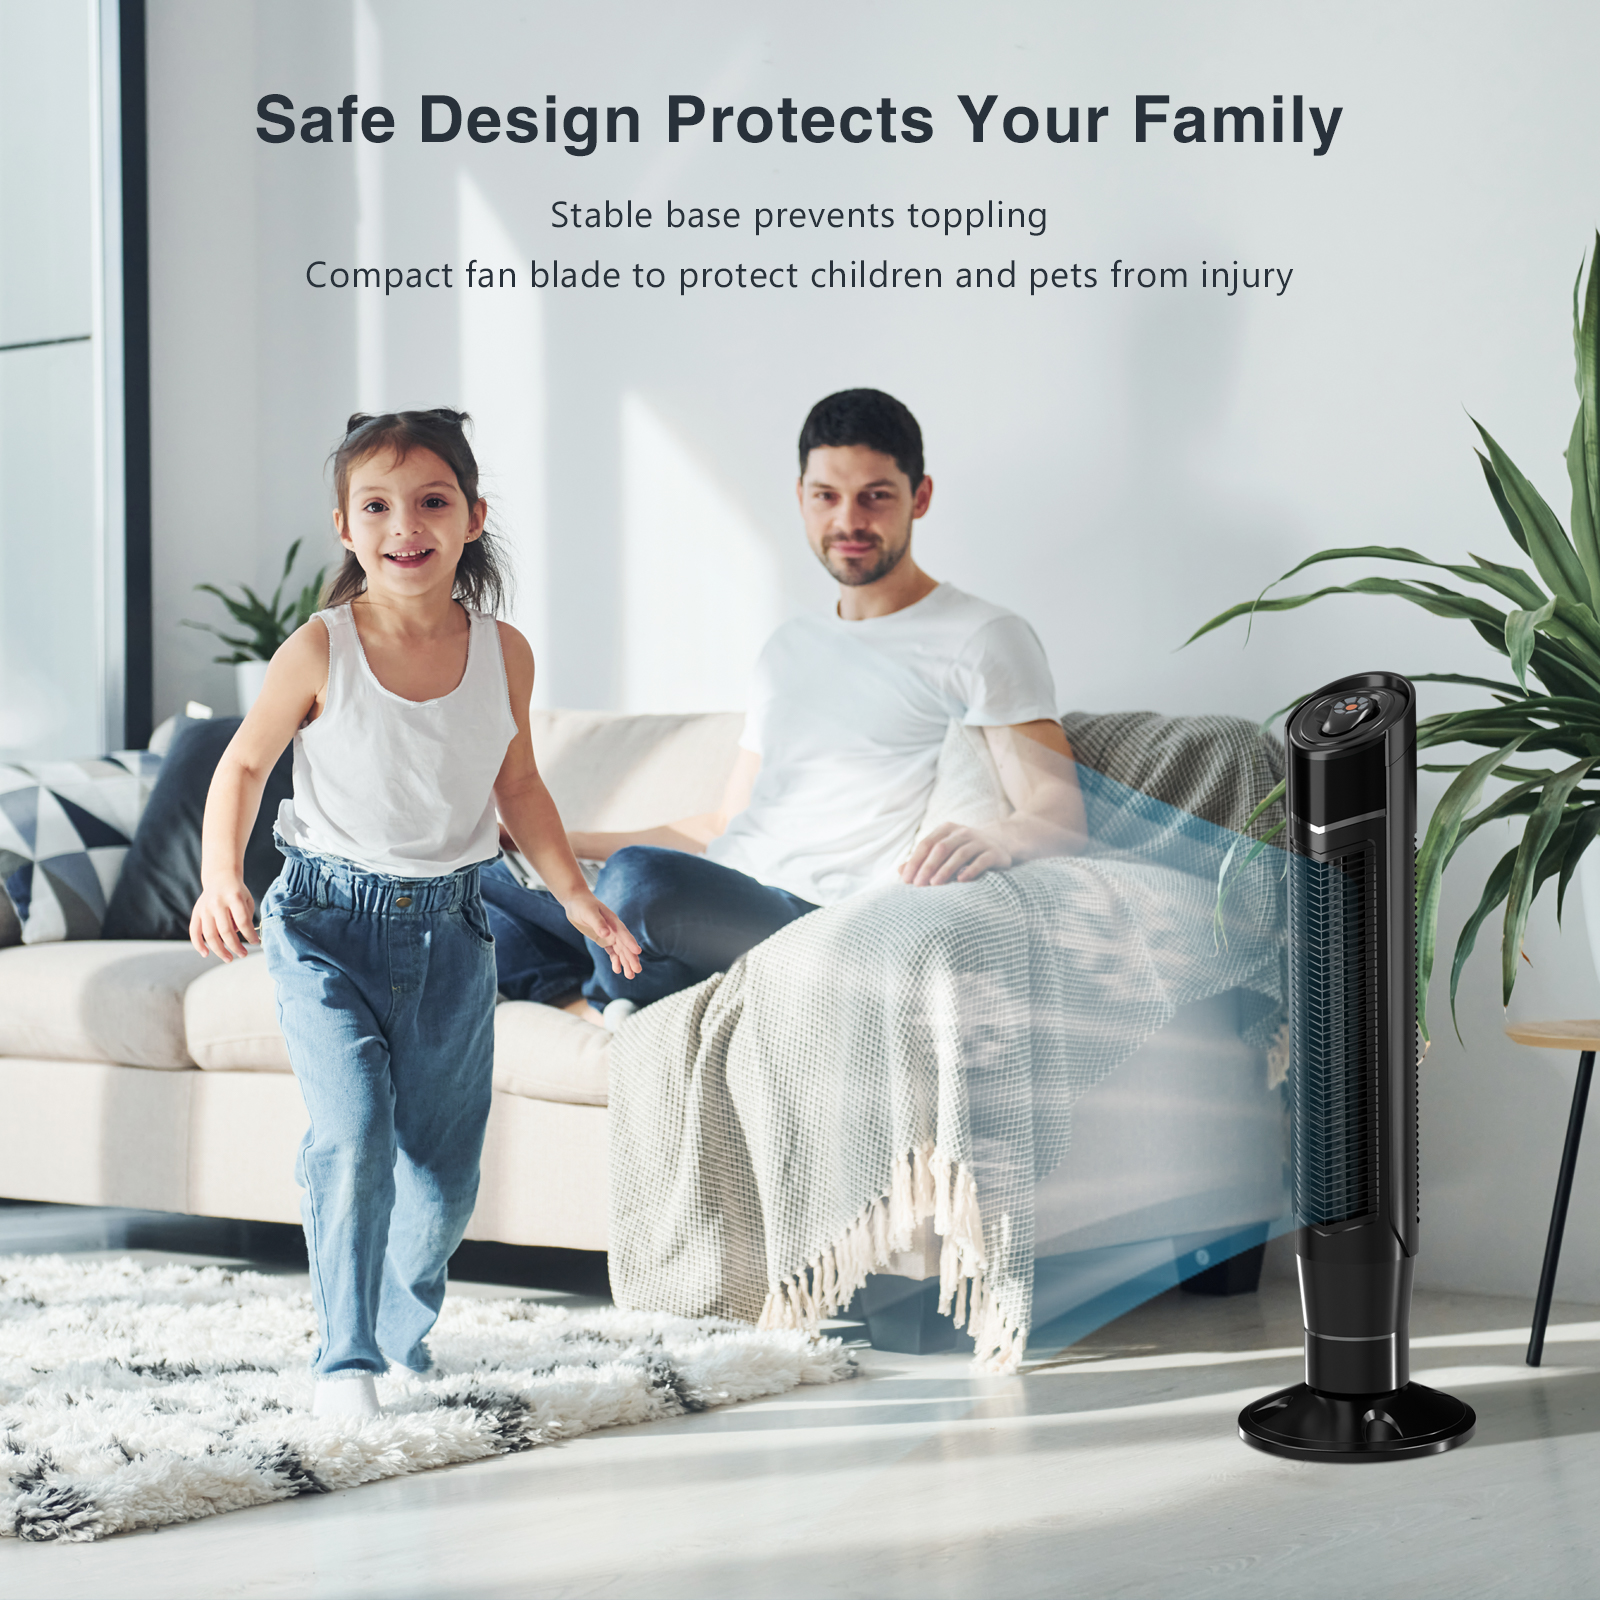 Safe Design Protects Your Family
Stable base prevents toppling
Compact fan blade to protect children and pets from injury